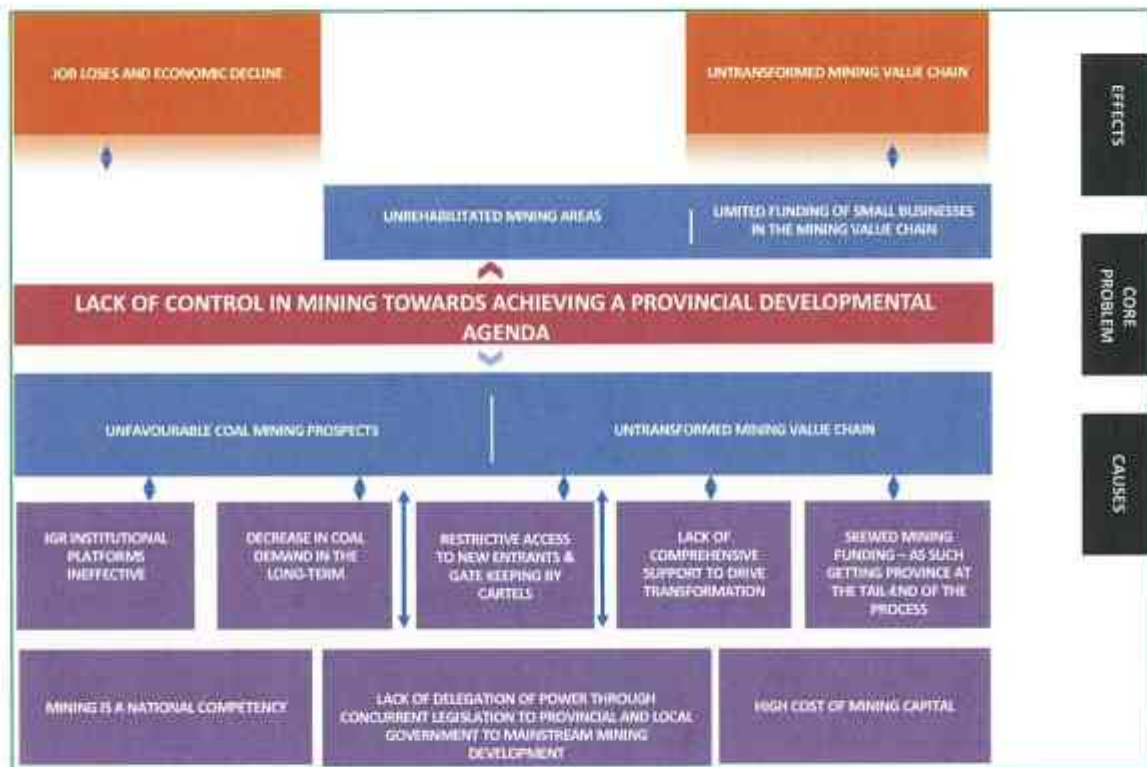 JOB LOSES AND ECONOMIC DECLINE
UNTRANSFORMED MINING VALUE CHAIN
EFFECTS
UNREHABILITATED MINING AREAS
LIMITED FUNDING OF SMALL BUSINESSES
IN THE MINING VALUE CHAIN
LACK OF CONTROL IN MINING TOWARDS ACHIEVING A PROVINCIAL DEVELOPMENTAL
AGENDA
CORE
PROBLEM
UNFAVOURABLE COAL MINING PROSPECTS
UNTRANSFORMED MINING VALUE CHAIN
CAUSES
IGR INSTITUTIONAL
PLATFORMS
INEFFECTIVE
DECREASE IN COAL
DEMAND IN THE
LONG-TERM
RESTRICTIVE ACCESS
TO NEW ENTRANTS &
GATE KEEPING BY
CARTELS
LACK OF
COMPREHENSIVE
SUPPORT TO DRIVE
TRANSFORMATION
SKEWED MINING
FUNDING – AS SUCH
GETTING PROVINCE AT
THE TAIL-END OF THE
PROCESS
MINING IS A NATIONAL COMPETENCY
LACK OF DELEGATION OF POWER THROUGH
CONCURRENT LEGISLATION TO PROVINCIAL AND LOCAL
GOVERNMENT TO MAINSTREAM MINING
DEVELOPMENT
HIGH COST OF MINING CAPITAL